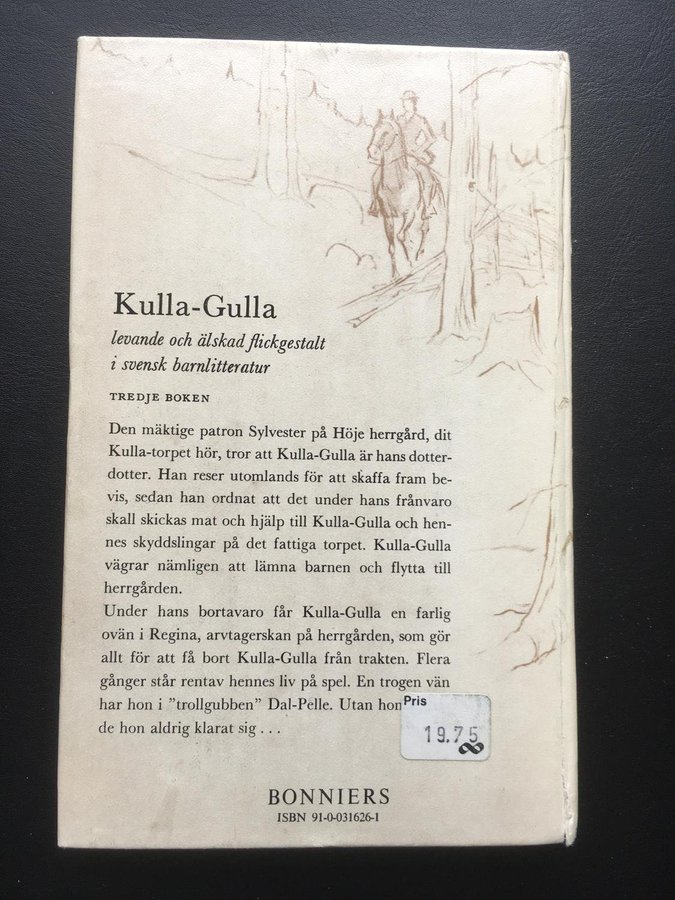 Kulla-Gulla
levande och älskad flickgestalt
i svensk barnlitteratur
TREDJE BOKEN
Den mäktige patron Sylvester på Höje herrgård, dit
Kulla-torpet hör, tror att Kulla-Gulla är hans dotter-
dotter. Han reser utomlands för att skaffa fram be-
vis, sedan han ordnat att det under hans frånvaro
skall skickas mat och hjälp till Kulla-Gulla och hen-
nes skyddslingar på det fattiga torpet. Kulla-Gulla
vägrar nämligen att lämna barnen och flytta till
herrgården.
Under hans bortavaro får Kulla-Gulla en farlig
ovän i Regina, arvtagerskan på herrgården, som gör
allt för att få bort Kulla-Gulla från trakten. Flera
gånger står rentav hennes liv på spel. En trogen vän
har hon i ”trollgubben” Dal-Pelle. Utan
de hon aldrig klarat sig . . .
Pris
19.75
BONNIERS
ISBN 91-0-031626-1